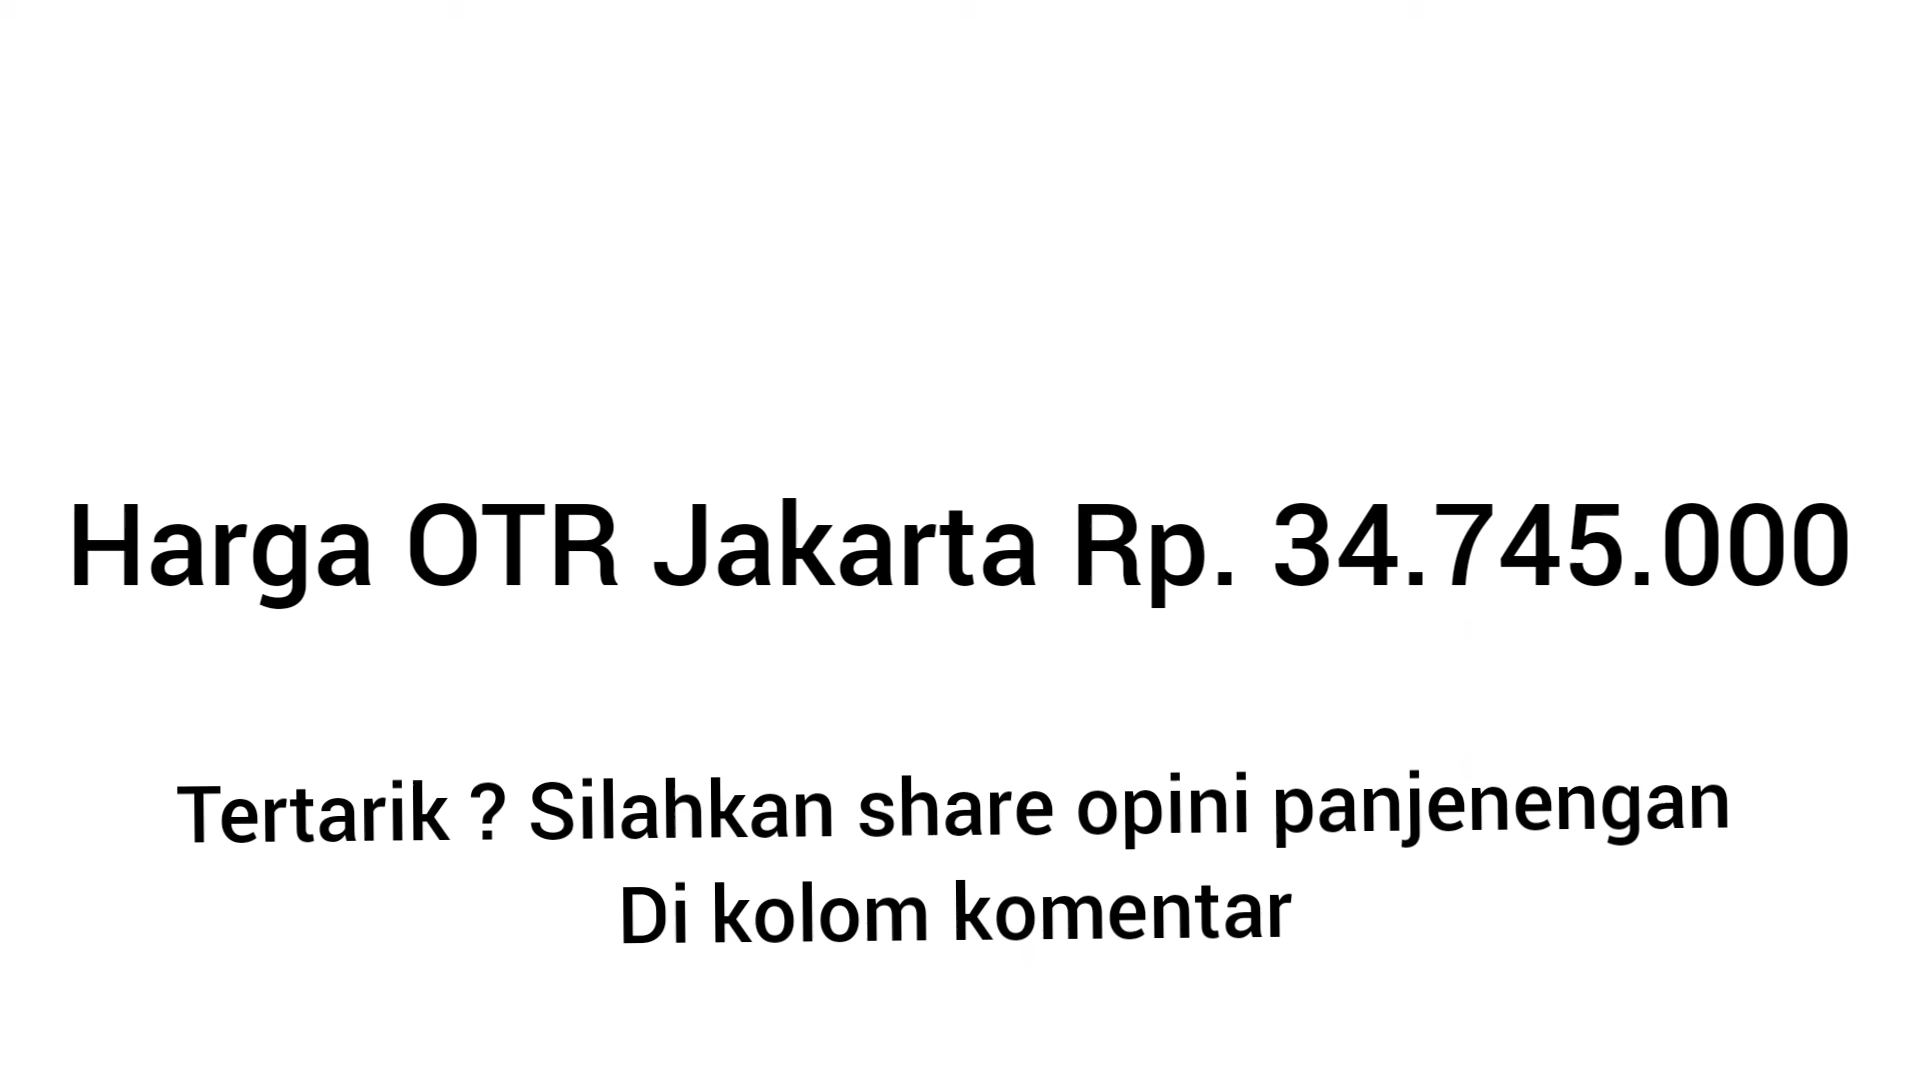 Harga OTR Jakarta Rp. 34.745.000
Tertarik ? Silahkan share opini panjenengan
Di kolom komentar